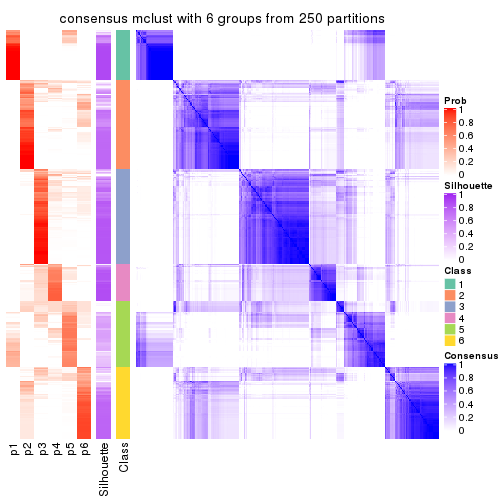 consensus mclust with 6 groups from 250 partitions
Prob
1
0.8
0.6
0.4
0.2
0
Silhouette
1
0.8
0.6
0.4
0.2
0
Class
1
2
3
4
5
6
Consensus
1
0.8
0.6
0.4
0.2
0
p1
p2
p3
p4
p5
p6
Silhouette
Class